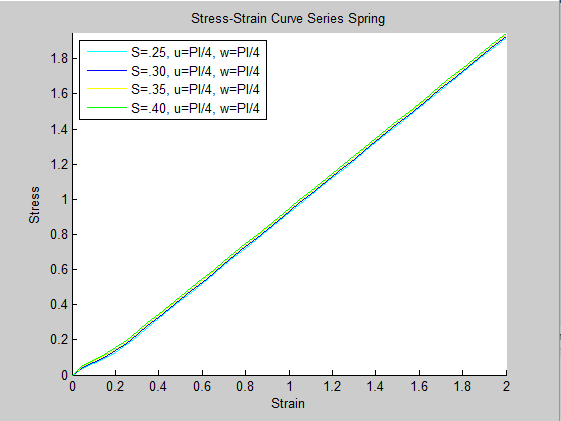 Stress-Strain Curve Series Spring
S=.25, u=PI/4, w=PI/4
S=.30, u=PI/4, w=PI/4
S=.35, u=PI/4, w=PI/4
S=.40, u=PI/4, w=PI/4
1.8
1.6
1.4
1.2
1
0.8
0.6
0.4
0.2
0
Stress
0 0.2 0.4 0.6 0.8 1 1.2 1.4 1.6 1.8 2
Strain